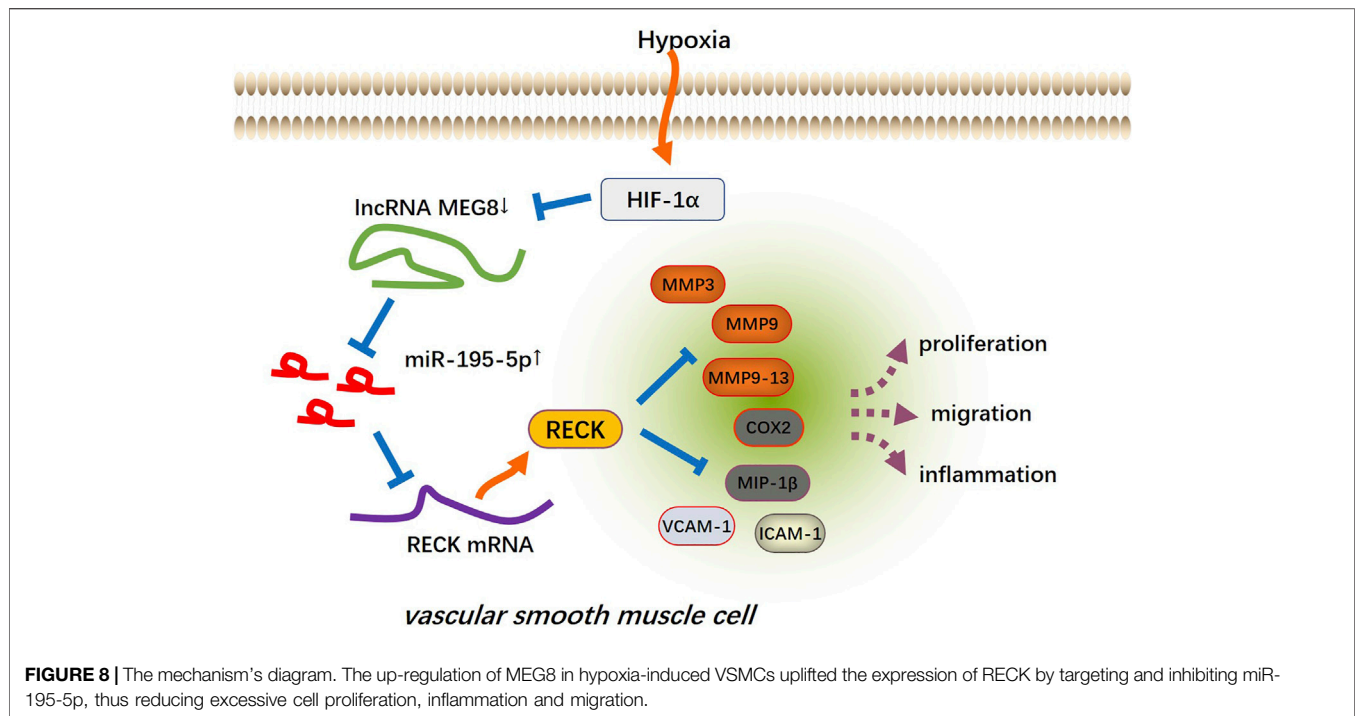 Hypoxia
HIF-1α
lncRNA MEG8↓
MMP3
MMP9
miR-195-5p↑
MMP9-13
proliferation
migration
inflammation
RECK
COX2
MIP-1β
VCAM-1
ICAM-1
RECK mRNA
vascular smooth muscle cell
FIGURE 8 | The mechanism's diagram. The up-regulation of MEG8 in hypoxia-induced VSMCs uplifted the expression of RECK by targeting and inhibiting miR-
195-5p, thus reducing excessive cell proliferation, inflammation and migration.